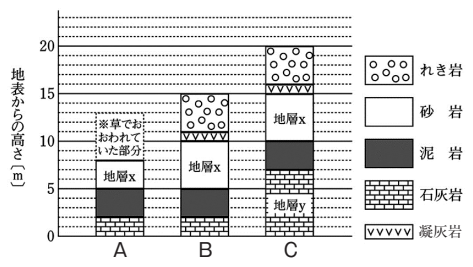 地表からの高さ〔m〕
20
15
10
5
0
※草でお
おわれて
いた部分
地層x
地層x
地層x
地層y
A
B
C
れき岩
砂 岩
泥 岩
石灰岩
凝灰岩